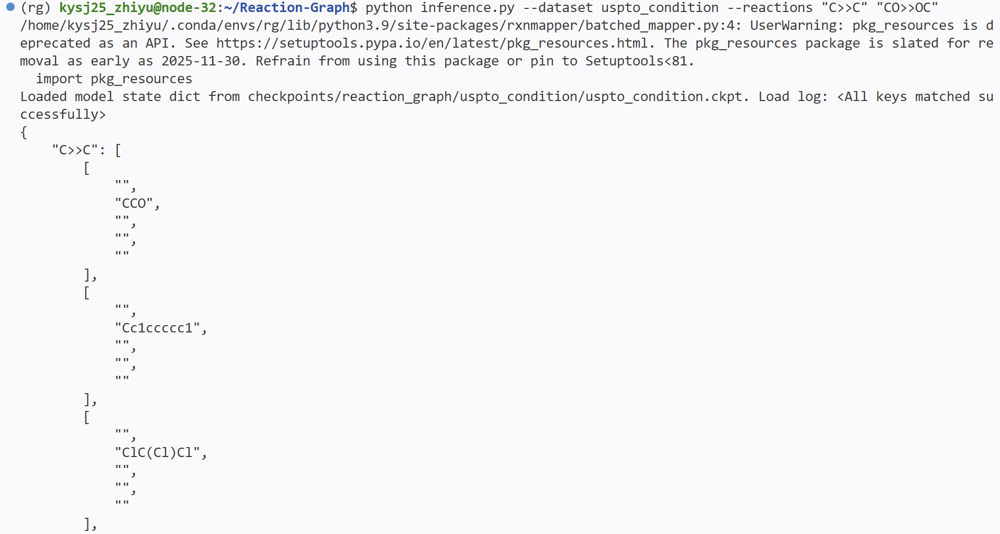 (rg) kysj25_zhiyu@node-32:~/Reaction-Graph$ python inference.py --dataset uspto_condition --reactions "C>>C" "CO>>OC"
/home/kysj25_zhiyu/.conda/envs/rg/lib/python3.9/site-packages/rxnmapper/batched_mapper.py:4: UserWarning: pkg_resources is d
eprecated as an API. See https://setuptools.pypa.io/en/latest/pkg_resources.html. The pkg_resources package is slated for re
moval as early as 2025-11-30. Refrain from using this package or pin to Setuptools<81.
  import pkg_resources
Loaded model state dict from checkpoints/reaction_graph/uspto_condition/uspto_condition.ckpt. Load log: <All keys matched su
ccessfully>
{
    "C>>C": [
        [
            "",
            "CCO",
            "",
            "",
            ""
        ],
        [
            "",
            "Cc1ccccc1",
            "",
            "",
            ""
        ],
        [
            "",
            "ClC(Cl)Cl",
            "",
            "",
            ""
        ],